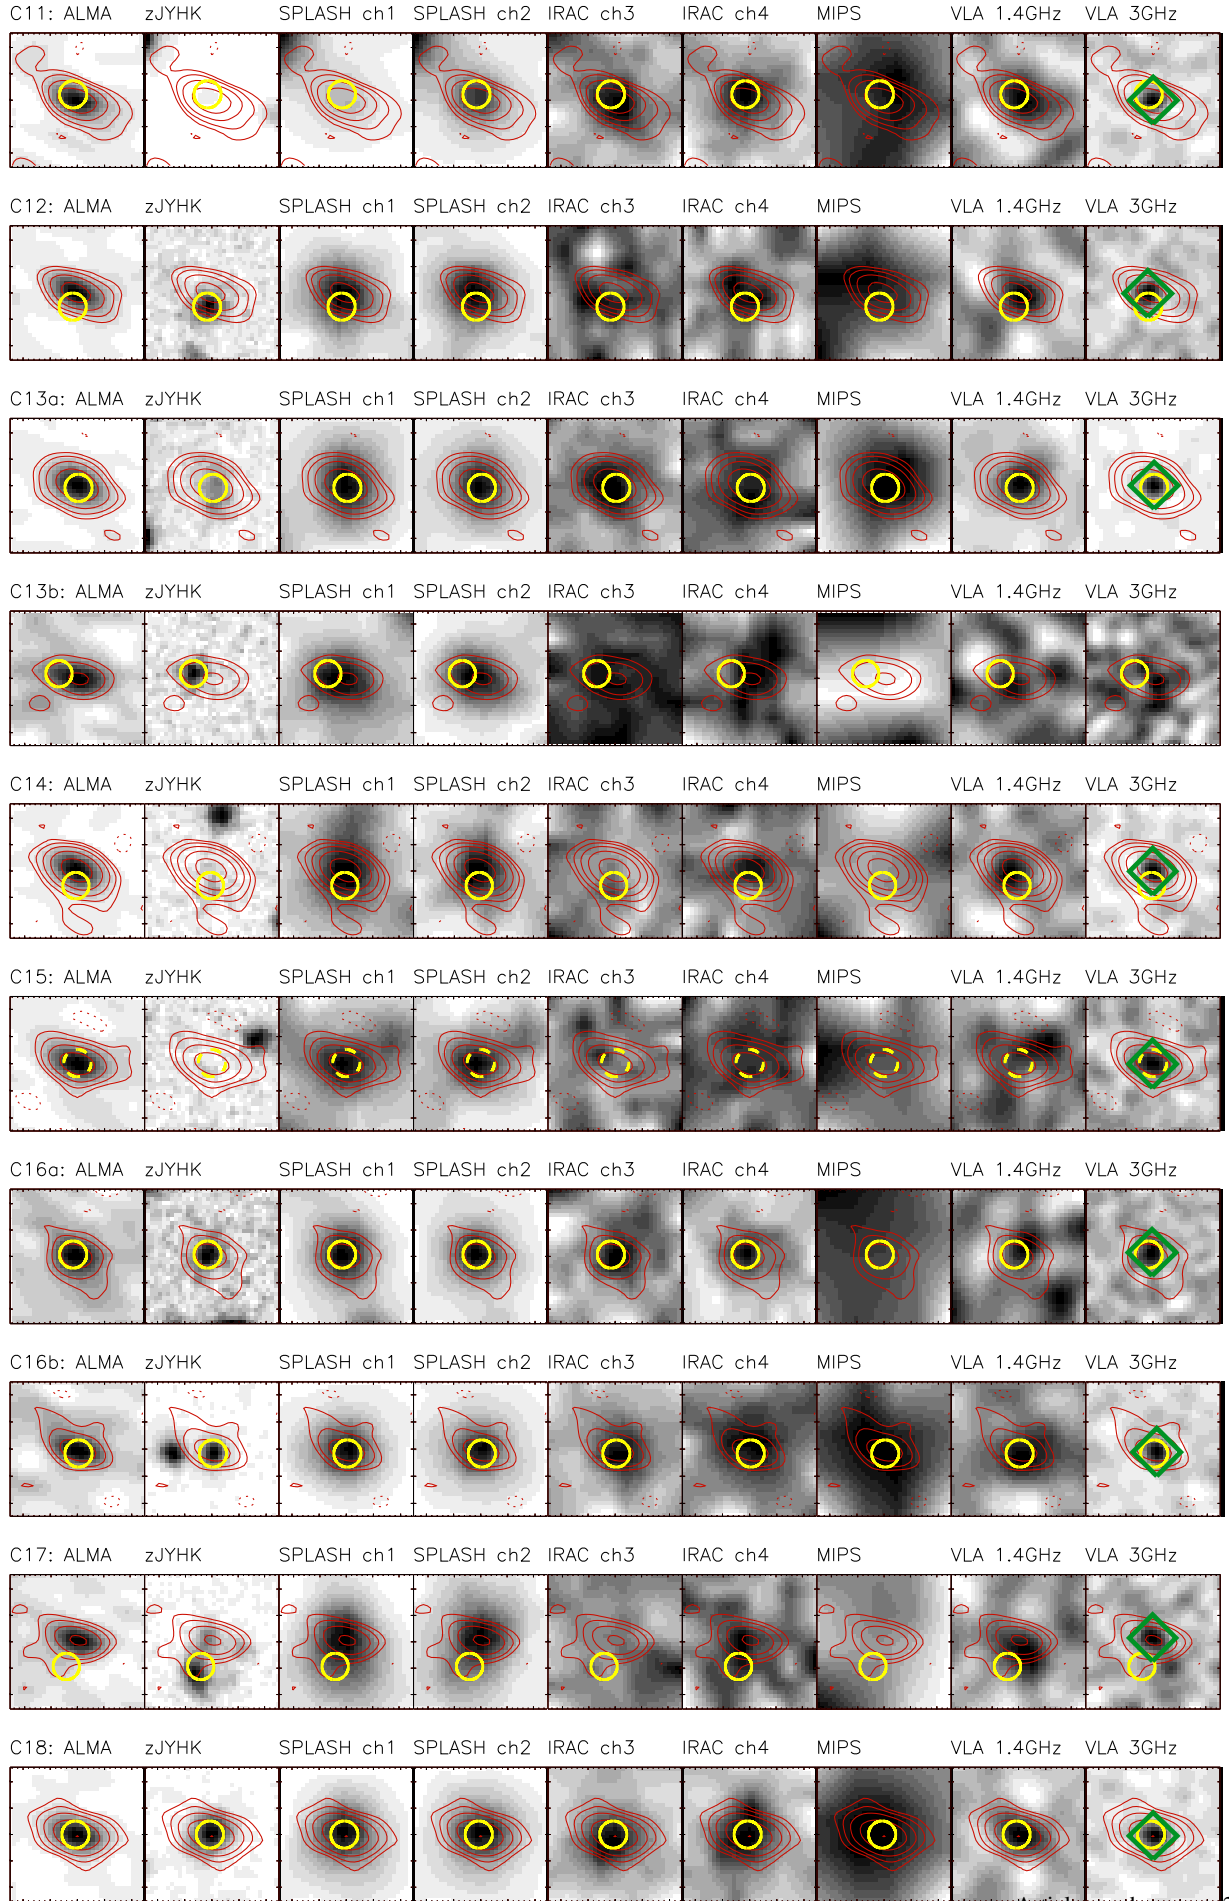 C11: ALMA zJYHK SPLASH ch1 SPLASH ch2 IRAC ch3 IRAC ch4 MIPS VLA 1.4GHz VLA 3GHz
C12: ALMA zJYHK SPLASH ch1 SPLASH ch2 IRAC ch3 IRAC ch4 MIPS VLA 1.4GHz VLA 3GHz
C13a: ALMA zJYHK SPLASH ch1 SPLASH ch2 IRAC ch3 IRAC ch4 MIPS VLA 1.4GHz VLA 3GHz
C13b: ALMA zJYHK SPLASH ch1 SPLASH ch2 IRAC ch3 IRAC ch4 MIPS VLA 1.4GHz VLA 3GHz
C14: ALMA zJYHK SPLASH ch1 SPLASH ch2 IRAC ch3 IRAC ch4 MIPS VLA 1.4GHz VLA 3GHz
C15: ALMA zJYHK SPLASH ch1 SPLASH ch2 IRAC ch3 IRAC ch4 MIPS VLA 1.4GHz VLA 3GHz
C16a: ALMA zJYHK SPLASH ch1 SPLASH ch2 IRAC ch3 IRAC ch4 MIPS VLA 1.4GHz VLA 3GHz
C16b: ALMA zJYHK SPLASH ch1 SPLASH ch2 IRAC ch3 IRAC ch4 MIPS VLA 1.4GHz VLA 3GHz
C17: ALMA zJYHK SPLASH ch1 SPLASH ch2 IRAC ch3 IRAC ch4 MIPS VLA 1.4GHz VLA 3GHz
C18: ALMA zJYHK SPLASH ch1 SPLASH ch2 IRAC ch3 IRAC ch4 MIPS VLA 1.4GHz VLA 3GHz